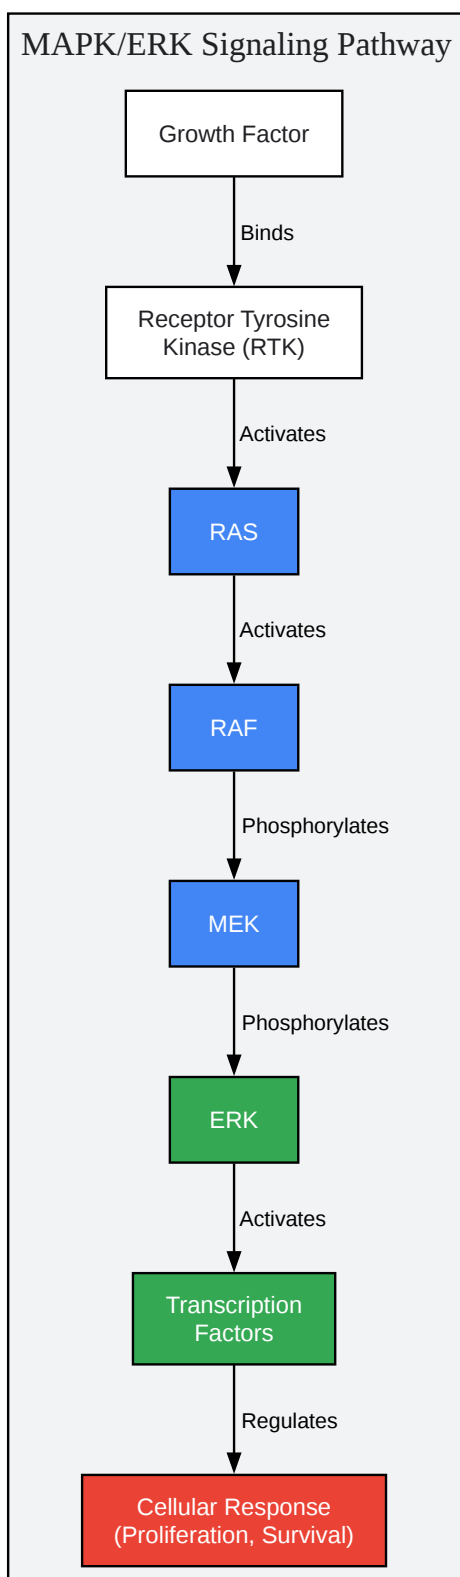 MAPK/ERK Signaling Pathway
Growth Factor
Binds
Receptor Tyrosine
Kinase (RTK)
Activates
RAS
Activates
RAF
Phosphorylates
MEK
Phosphorylates
ERK
Activates
Transcription
Factors
Regulates
Cellular Response
(Proliferation, Survival)